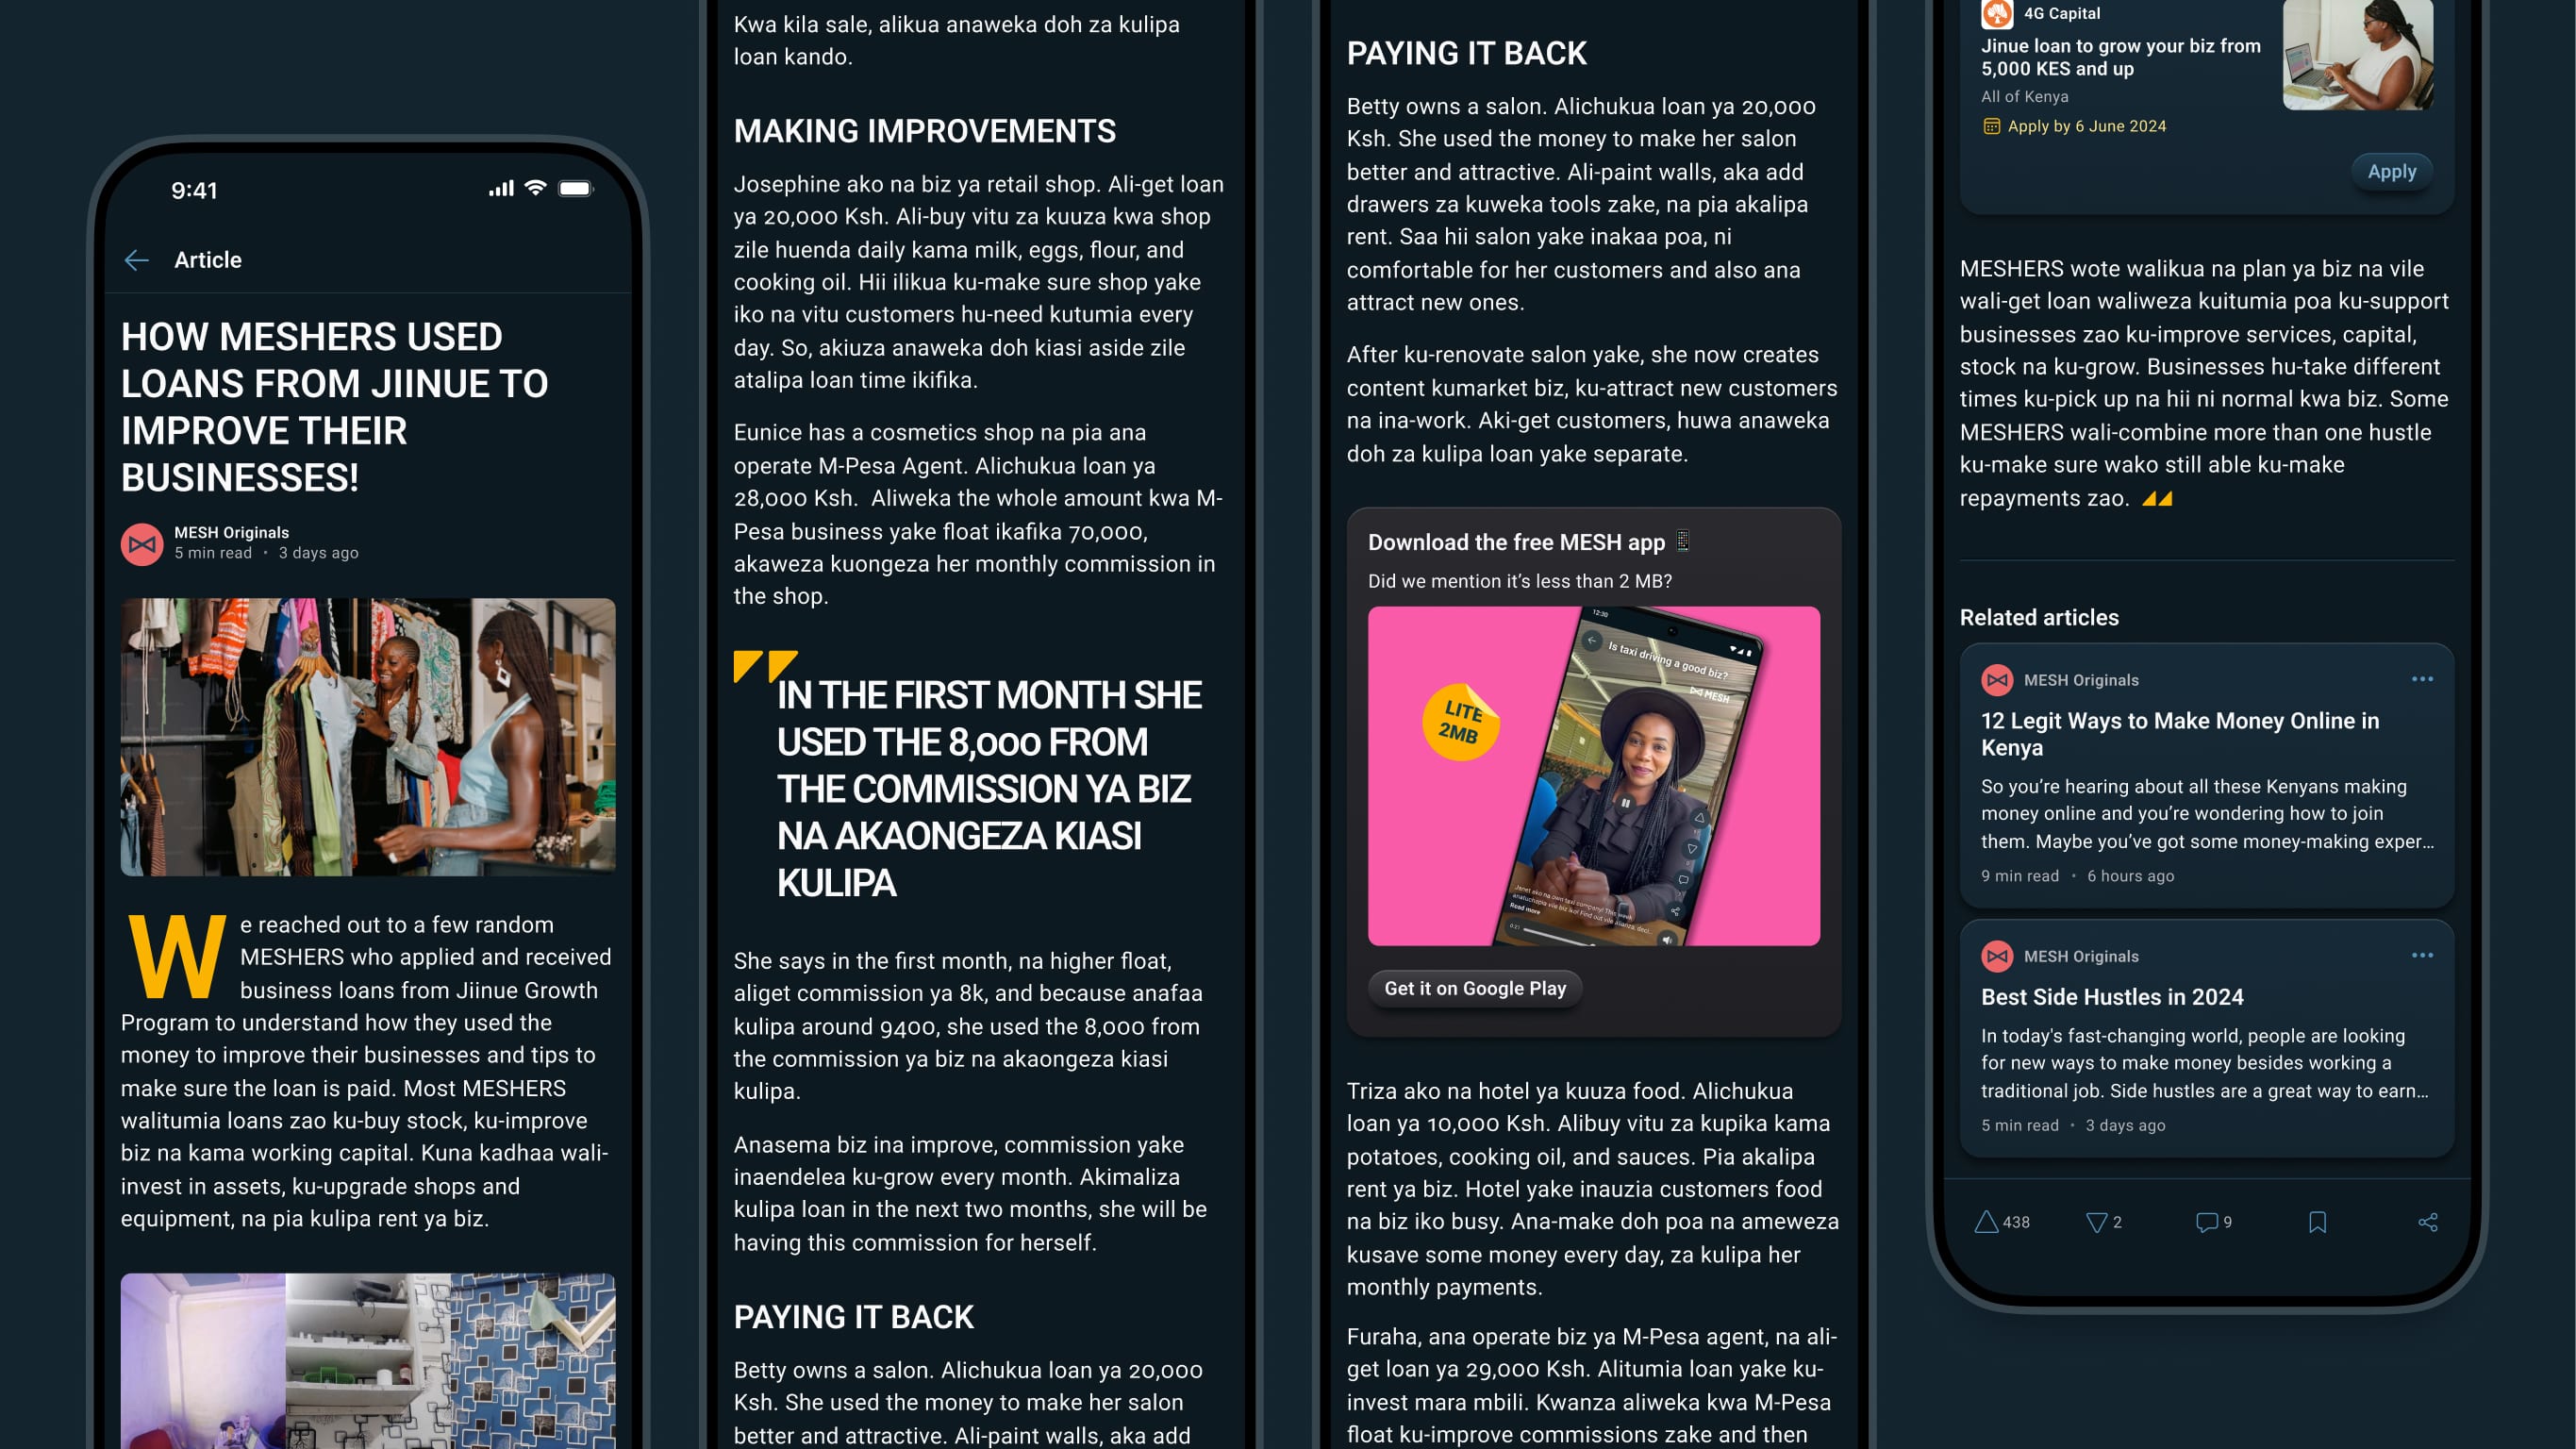 9:41
Article
HOW MESHERS USED
LOANS FROM JIINUE TO
IMPROVE THEIR
BUSINESSES!
MESH Originals
5 min read • 3 days ago
We reached out to a few random
MESHERS who applied and received
business loans from Jiinue Growth
Program to understand how they used the
money to improve their businesses and tips to
make sure the loan is paid. Most MESHERS
walitumia loans zao ku-buy stock, ku-improve
biz na kama working capital. Kuna kadhaa wali-
invest in assets, ku-upgrade shops and
equipment, na pia kulipa rent ya biz.
Kwa kila sale, alikua anaweka doh za kulipa
loan kando.
MAKING IMPROVEMENTS
Josephine ako na biz ya retail shop. Ali-get loan
ya 20,000 Ksh. Ali-buy vitu za kuuza kwa shop
zile huenda daily kama milk, eggs, flour, and
cooking oil. Hii ilikua ku-make sure shop yake
iko na vitu customers hu-need kutumia every
day. So, akiuza anaweka doh kiasi aside zile
atalipa loan time ikifika.
Eunice has a cosmetics shop na pia ana
operate M-Pesa Agent. Alichukua loan ya
28,000 Ksh.  Aliweka the whole amount kwa M-
Pesa business yake float ikafika 70,000,
akaweza kuongeza her monthly commission in
the shop.
IN THE FIRST MONTH SHE
USED THE 8,000 FROM
THE COMMISSION YA BIZ
NA AKAONGEZA KIASI
KULIPA
She says in the first month, na higher float,
aliget commission ya 8k, and because anafaa
kulipa around 9400, she used the 8,000 from
the commission ya biz na akaongeza kiasi
kulipa.
Anasema biz ina improve, commission yake
inaendelea ku-grow every month. Akimaliza
kulipa loan in the next two months, she will be
having this commission for herself.
PAYING IT BACK
Betty owns a salon. Alichukua loan ya 20,000
Ksh. She used the money to make her salon
better and attractive. Ali-paint walls, aka add
PAYING IT BACK
Betty owns a salon. Alichukua loan ya 20,000
Ksh. She used the money to make her salon
better and attractive. Ali-paint walls, aka add
drawers za kuweka tools zake, na pia akalipa
rent. Saa hii salon yake inakaa poa, ni
comfortable for her customers and also ana
attract new ones.
After ku-renovate salon yake, she now creates
content kumarket biz, ku-attract new customers
na ina-work. Aki-get customers, huwa anaweka
doh za kulipa loan yake separate.
Download the free MESH app
Did we mention it’s less than 2 MB?
LITE
2MB
12:30
Is taxi driving a good biz?
MESH
Read more
0:21
Get it on Google Play
Triza ako na hotel ya kuuza food. Alichukua
loan ya 10,000 Ksh. Alibuy vitu za kupika kama
potatoes, cooking oil, and sauces. Pia akalipa
rent ya biz. Hotel yake inauzia customers food
na biz iko busy. Ana-make doh poa na ameweza
kusave some money every day, za kulipa her
monthly payments.
Furaha, ana operate biz ya M-Pesa agent, na ali-
get loan ya 29,000 Ksh. Alitumia loan yake ku-
invest mara mbili. Kwanza aliweka kwa M-Pesa
float ku-improve commissions zake and then
4G Capital
Jinue loan to grow your biz from
5,000 KES and up
All of Kenya
Apply by 6 June 2024
Apply
MESHERS wote walikua na plan ya biz na vile
wali-get loan waliweza kuitumia poa ku-support
businesses zao ku-improve services, capital,
stock na ku-grow. Businesses hu-take different
times ku-pick up na hii ni normal kwa biz. Some
MESHERS wali-combine more than one hustle
ku-make sure wako still able ku-make
repayments zao.
Related articles
MESH Originals
12 Legit Ways to Make Money Online in
Kenya
So you’re hearing about all these Kenyans making
money online and you’re wondering how to join
them. Maybe you’ve got some money-making exper…
9 min read • 6 hours ago
MESH Originals
Best Side Hustles in 2024
In today's fast-changing world, people are looking
for new ways to make money besides working a
traditional job. Side hustles are a great way to earn…
5 min read • 3 days ago
438
2
9